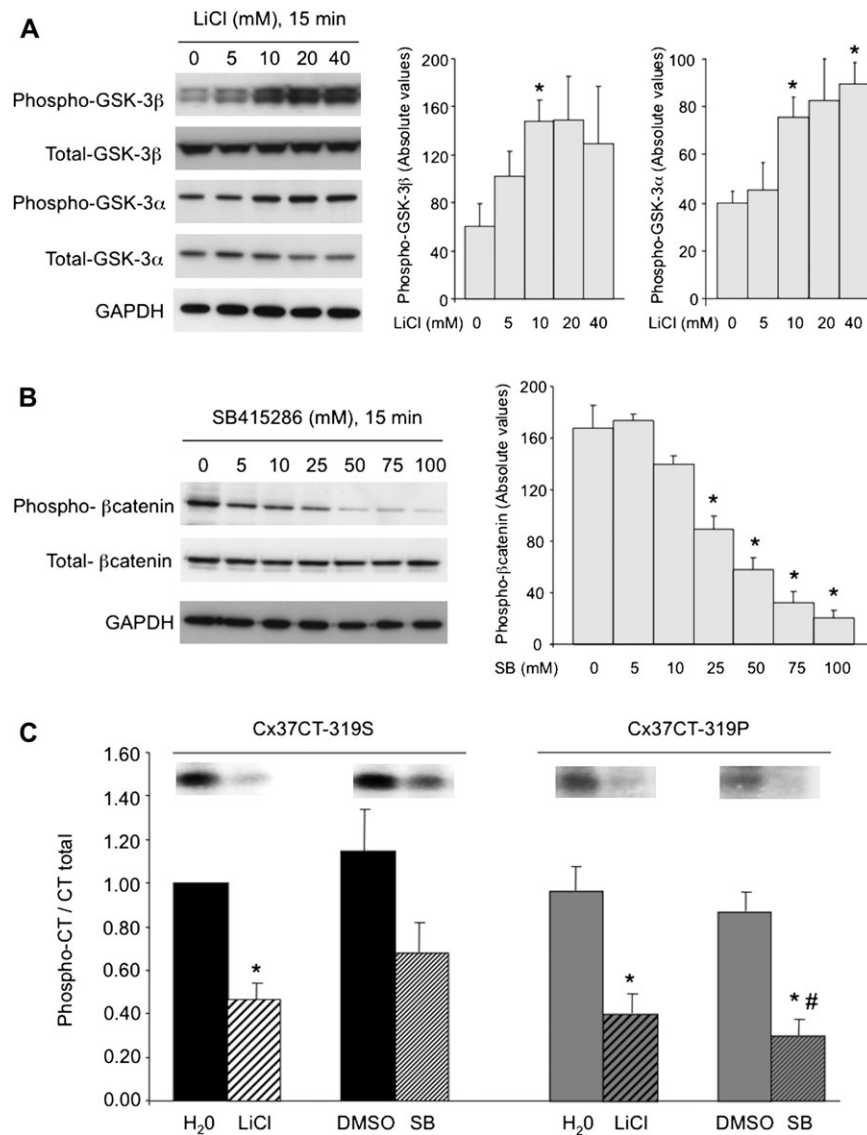 A
LiCl (mM), 15 min
0 5 10 20 40
Phospho-GSK-3β
Total-GSK-3β
Phospho-GSK-3α
Total-GSK-3α
GAPDH
Phospho-GSK-3β (Absolute values)
200
160
120
80
40
0
*
LiCl (mM) 0 5 10 20 40
Phospho-GSK-3α (Absolute values)
100
80
60
40
20
0
* *
LiCl (mM) 0 5 10 20 40
B
SB415286 (mM), 15 min
0 5 10 25 50 75 100
Phospho- βcatenin
Total- βcatenin
GAPDH
Phospho-βcatenin (Absolute values)
200
160
120
80
40
0
* * * *
SB (mM) 0 5 10 25 50 75 100
C
Cx37CT-319S Cx37CT-319P
Phospho-CT / CT total
1.60
1.40
1.20
1.00
0.80
0.60
0.40
0.20
0.00
* * * #
H₂0 LiCl DMSO SB H₂0 LiCl DMSO SB